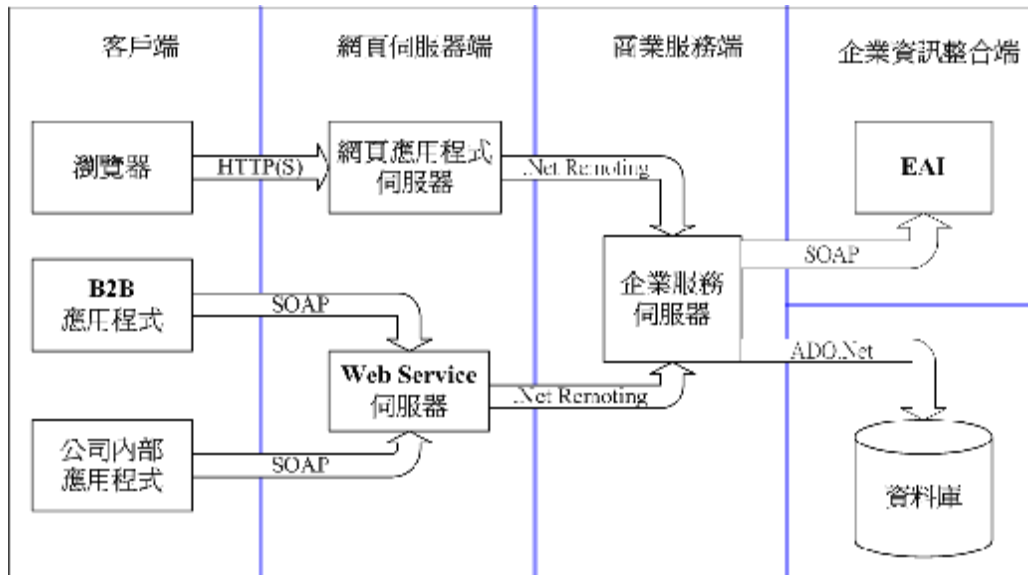 客戶端
網頁伺服器端
商業服務端
企業資訊整合端
瀏覽器
HTTP(S)
網頁應用程式
伺服器
.Net Remoting
EAI
SOAP
B2B
應用程式
SOAP
企業服務
伺服器
ADO.Net
Web Service
伺服器
.Net Remoting
公司內部
應用程式
SOAP
資料庫